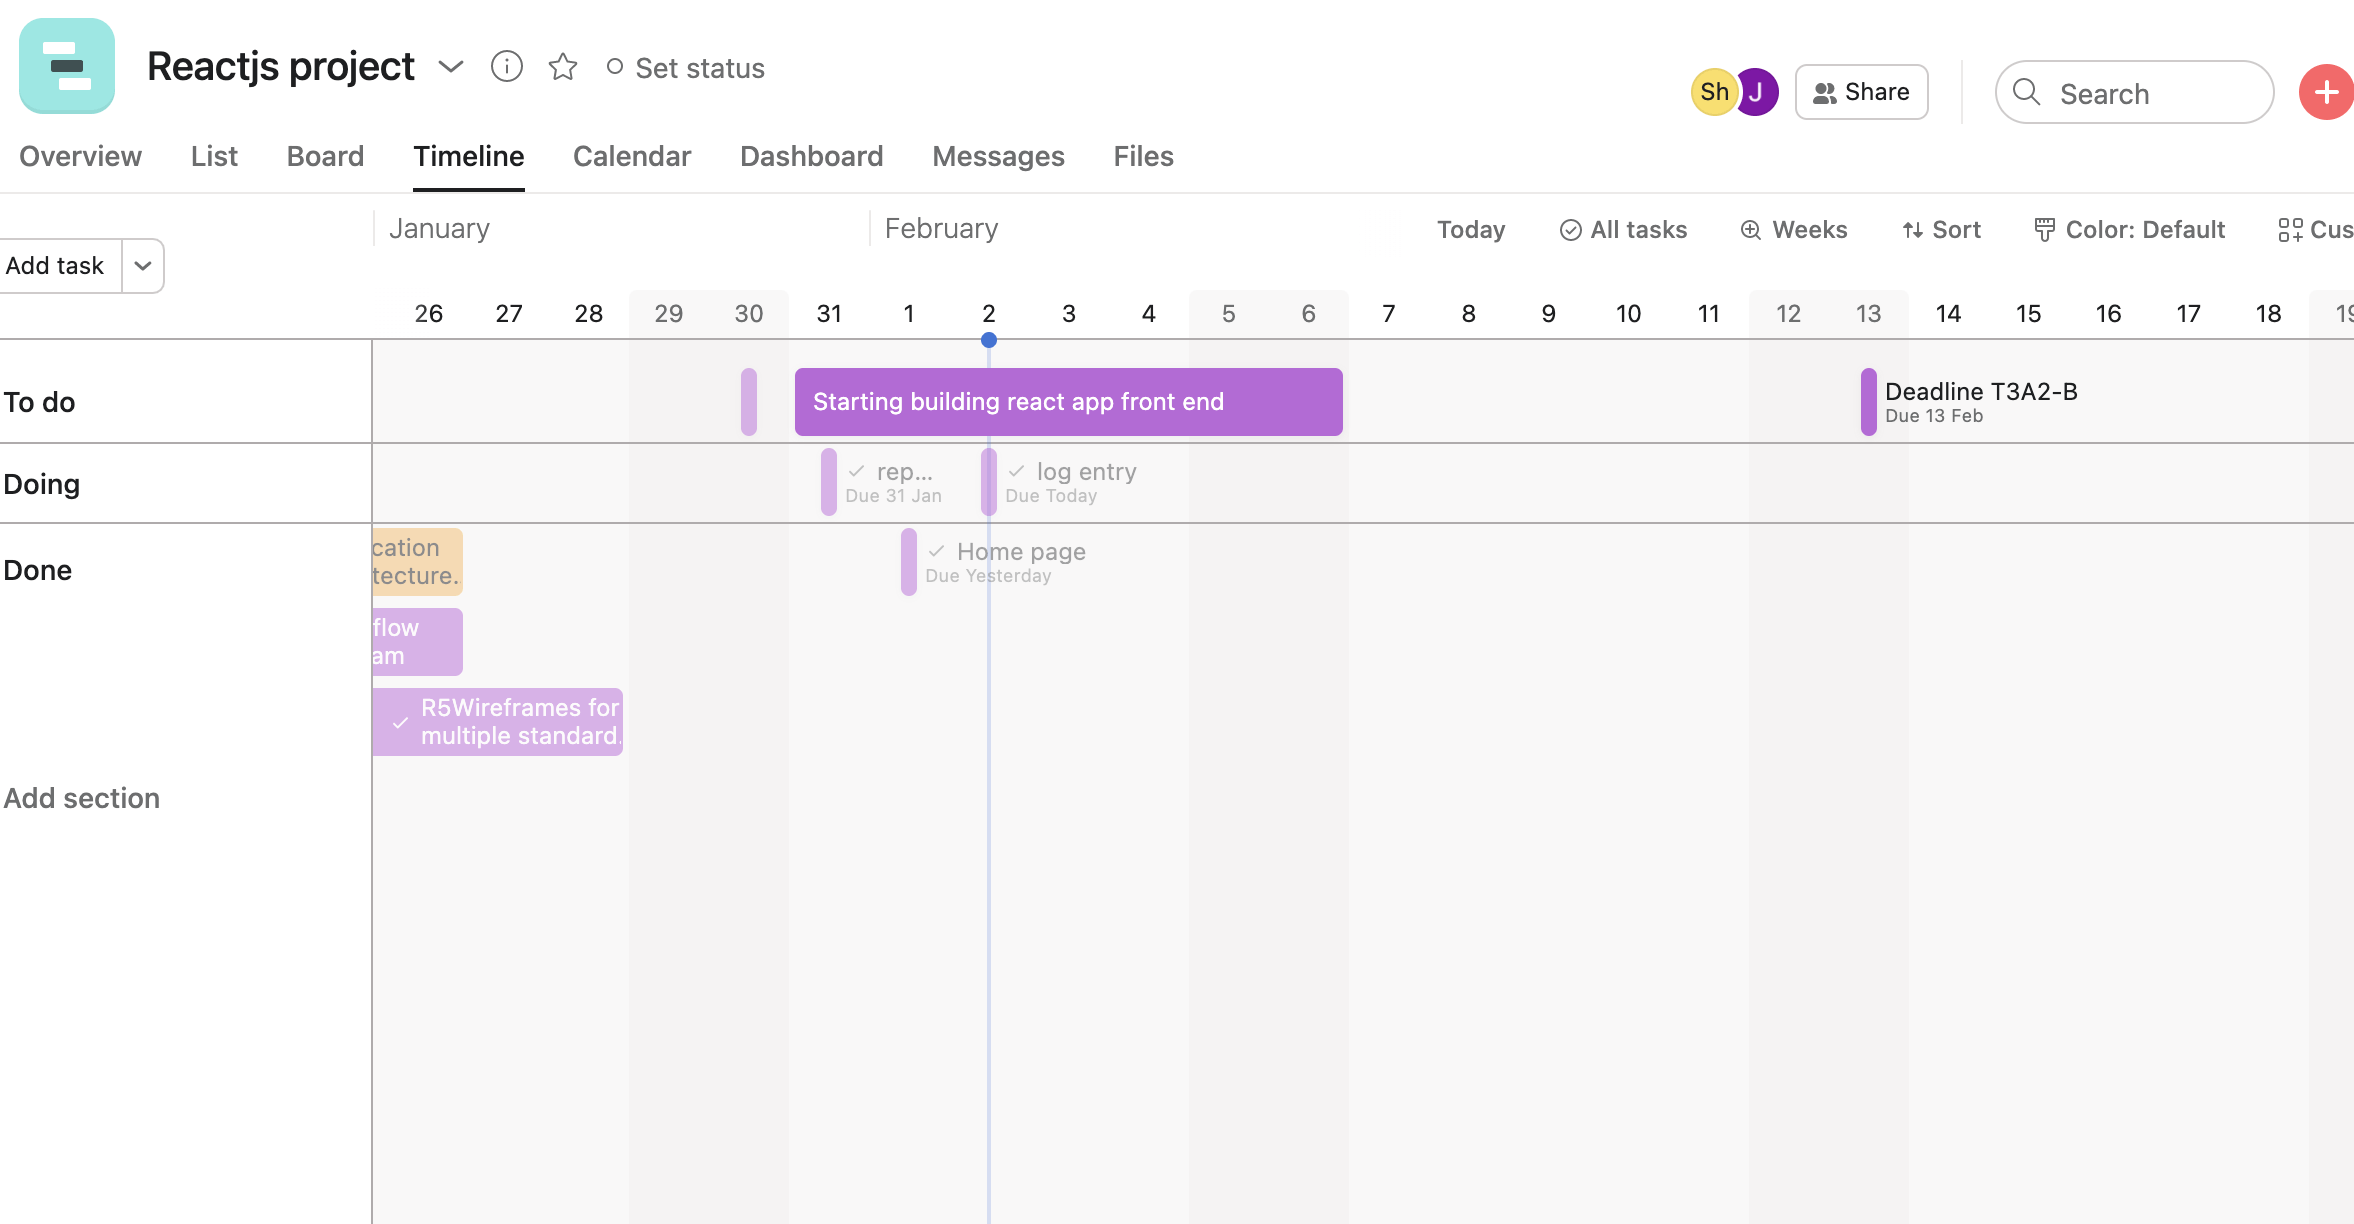 Reactjs project
Set status
Sh
J
Share
Search
Overview
List
Board
Timeline
Calendar
Dashboard
Messages
Files
January
February
Today
All tasks
Weeks
Sort
Color: Default
Cus
Add task
26 27 28 29 30 31 1 2 3 4 5 6 7 8 9 10 11 12 13 14 15 16 17 18 19
To do
Starting building react app front end
Deadline T3A2-B
Due 13 Feb
Doing
rep...
Due 31 Jan
log entry
Due Today
Done
cation
tecture.
Home page
Due Yesterday
flow
am
R5Wireframes for
multiple standard.
Add section